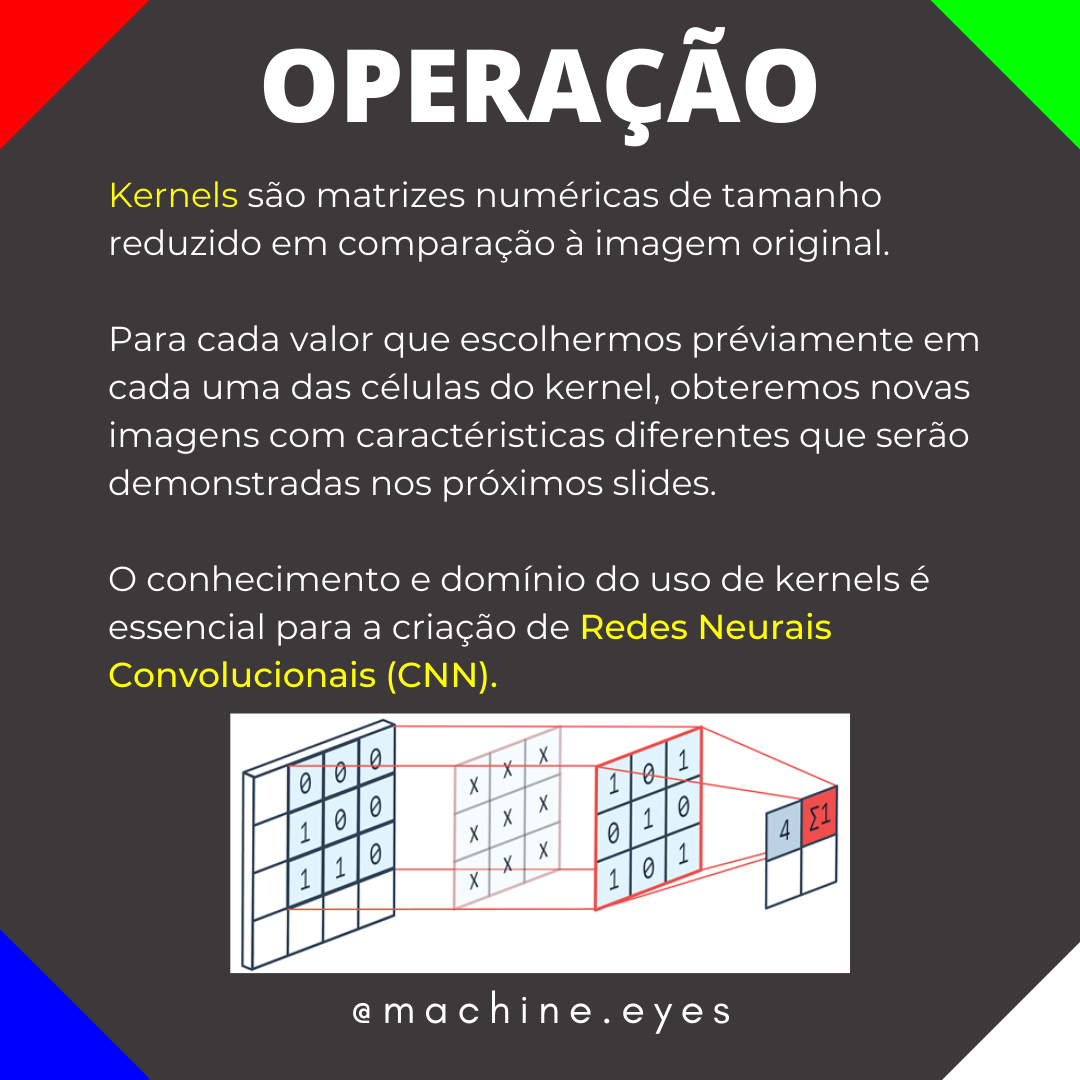 OPERAÇÃO
Kernels são matrizes numéricas de tamanho
reduzido em comparação à imagem original.
Para cada valor que escolhermos préviamente em
cada uma das células do kernel, obteremos novas
imagens com caractéristicas diferentes que serão
demonstradas nos próximos slides.
O conhecimento e domínio do uso de kernels é
essencial para a criação de Redes Neurais
Convolucionais (CNN).
0 0 0
1 0 0
1 1 0
x x x
x x x
x x x
1 0 1
0 1 0
1 0 1
4 Σ1
@machine.eyes